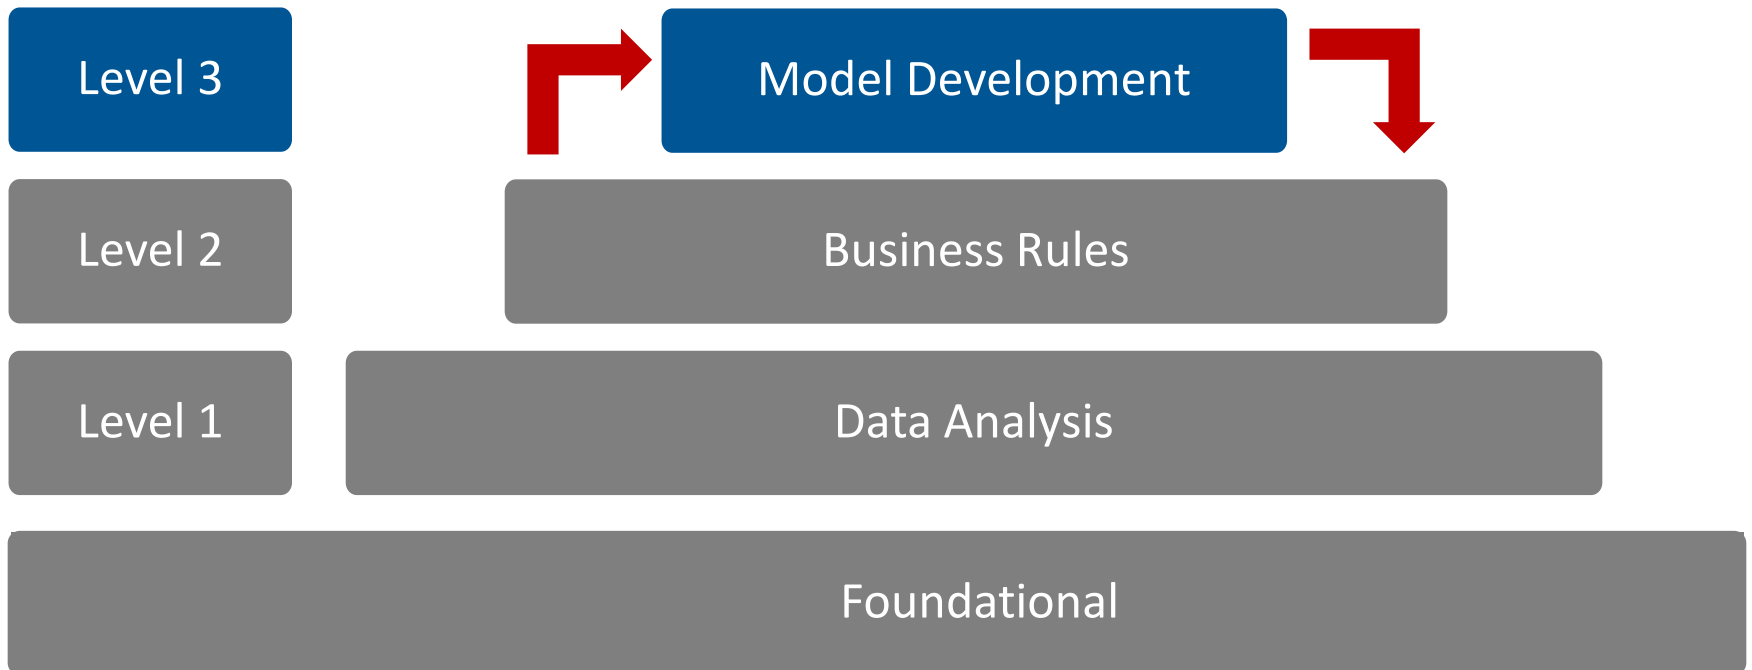 Level 3
Model Development
Level 2
Business Rules
Level 1
Data Analysis
Foundational